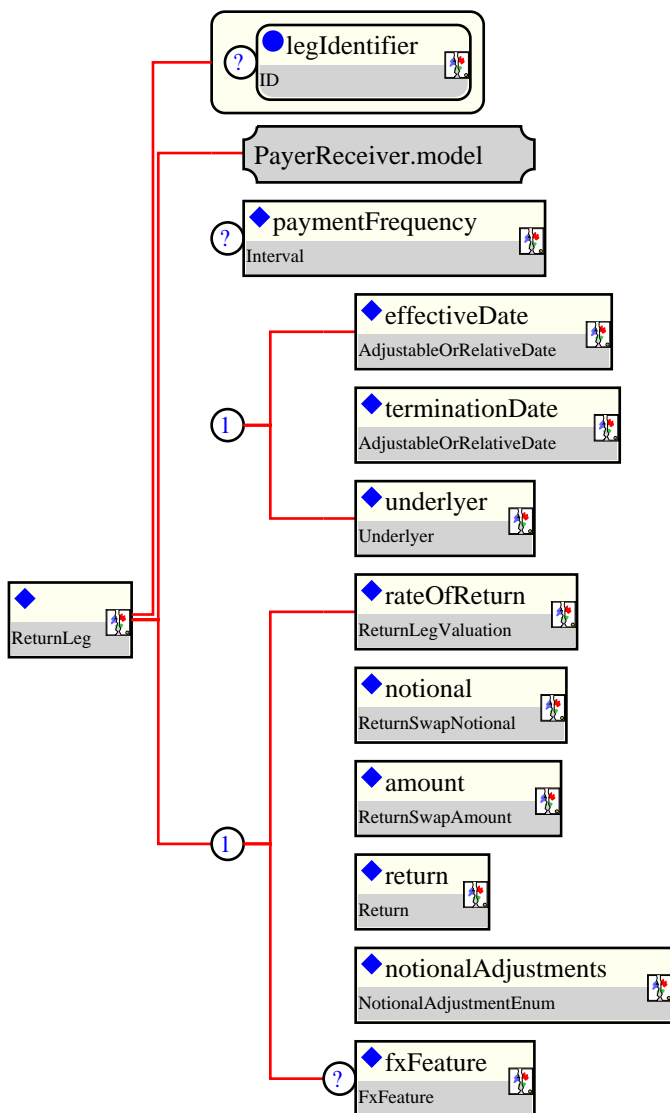 legIdentifier
?
ID
PayerReceiver.model
paymentFrequency
?
Interval
effectiveDate
AdjustableOrRelativeDate
terminationDate
1
AdjustableOrRelativeDate
underlyer
Underlyer
ReturnLeg
rateOfReturn
ReturnLegValuation
notional
ReturnSwapNotional
amount
ReturnSwapAmount
1
return
Return
notionalAdjustments
NotionalAdjustmentEnum
fxFeature
?
FxFeature